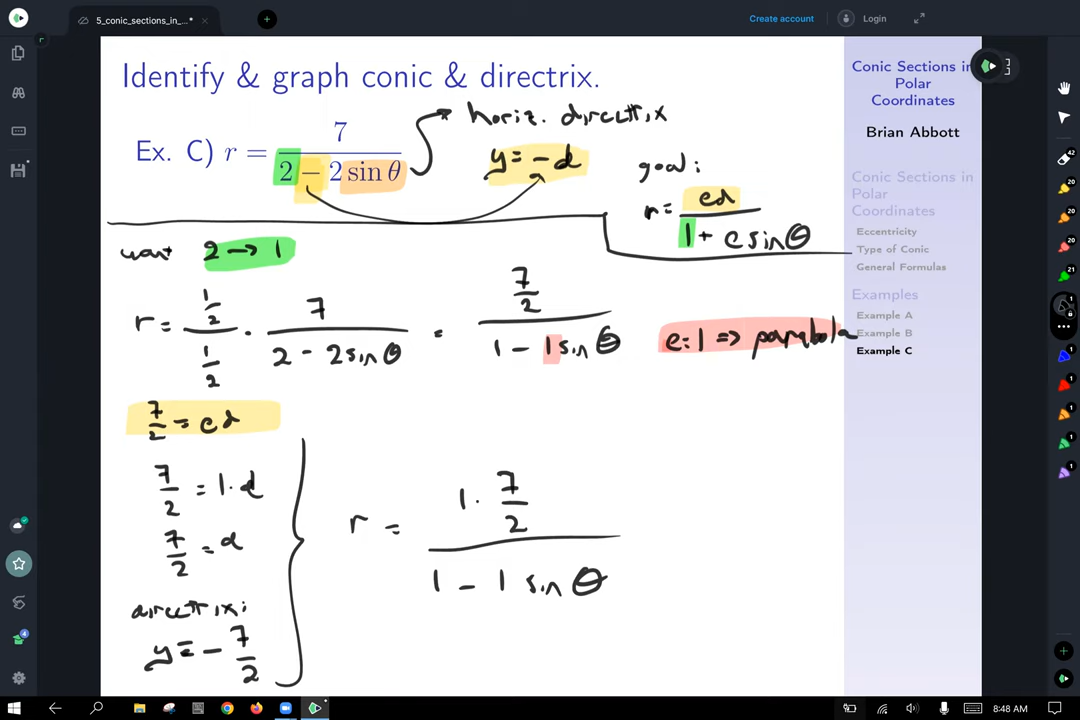 5_conic_sections_in_...*
Create account
Login
Identify & graph conic & directrix.
Ex. C) r = 7 / (2 − 2 sin θ)
horiz. directrix
y = -d
goal:
r = ed / (1 + e sin θ)
want 2 → 1
r = (1/2)/(1/2) · 7/(2 - 2 sin θ) = (7/2)/(1 - 1 sin θ)
e=1 ⇒ parabola
7/2 = ed
7/2 = 1·d
7/2 = d
directrix:
y = - 7/2
r = (1 · 7/2)/(1 - 1 sin θ)
Conic Sections in
Polar
Coordinates
Brian Abbott
Conic Sections in
Polar
Coordinates
Eccentricity
Type of Conic
General Formulas
Examples
Example A
Example B
Example C
8:48 AM